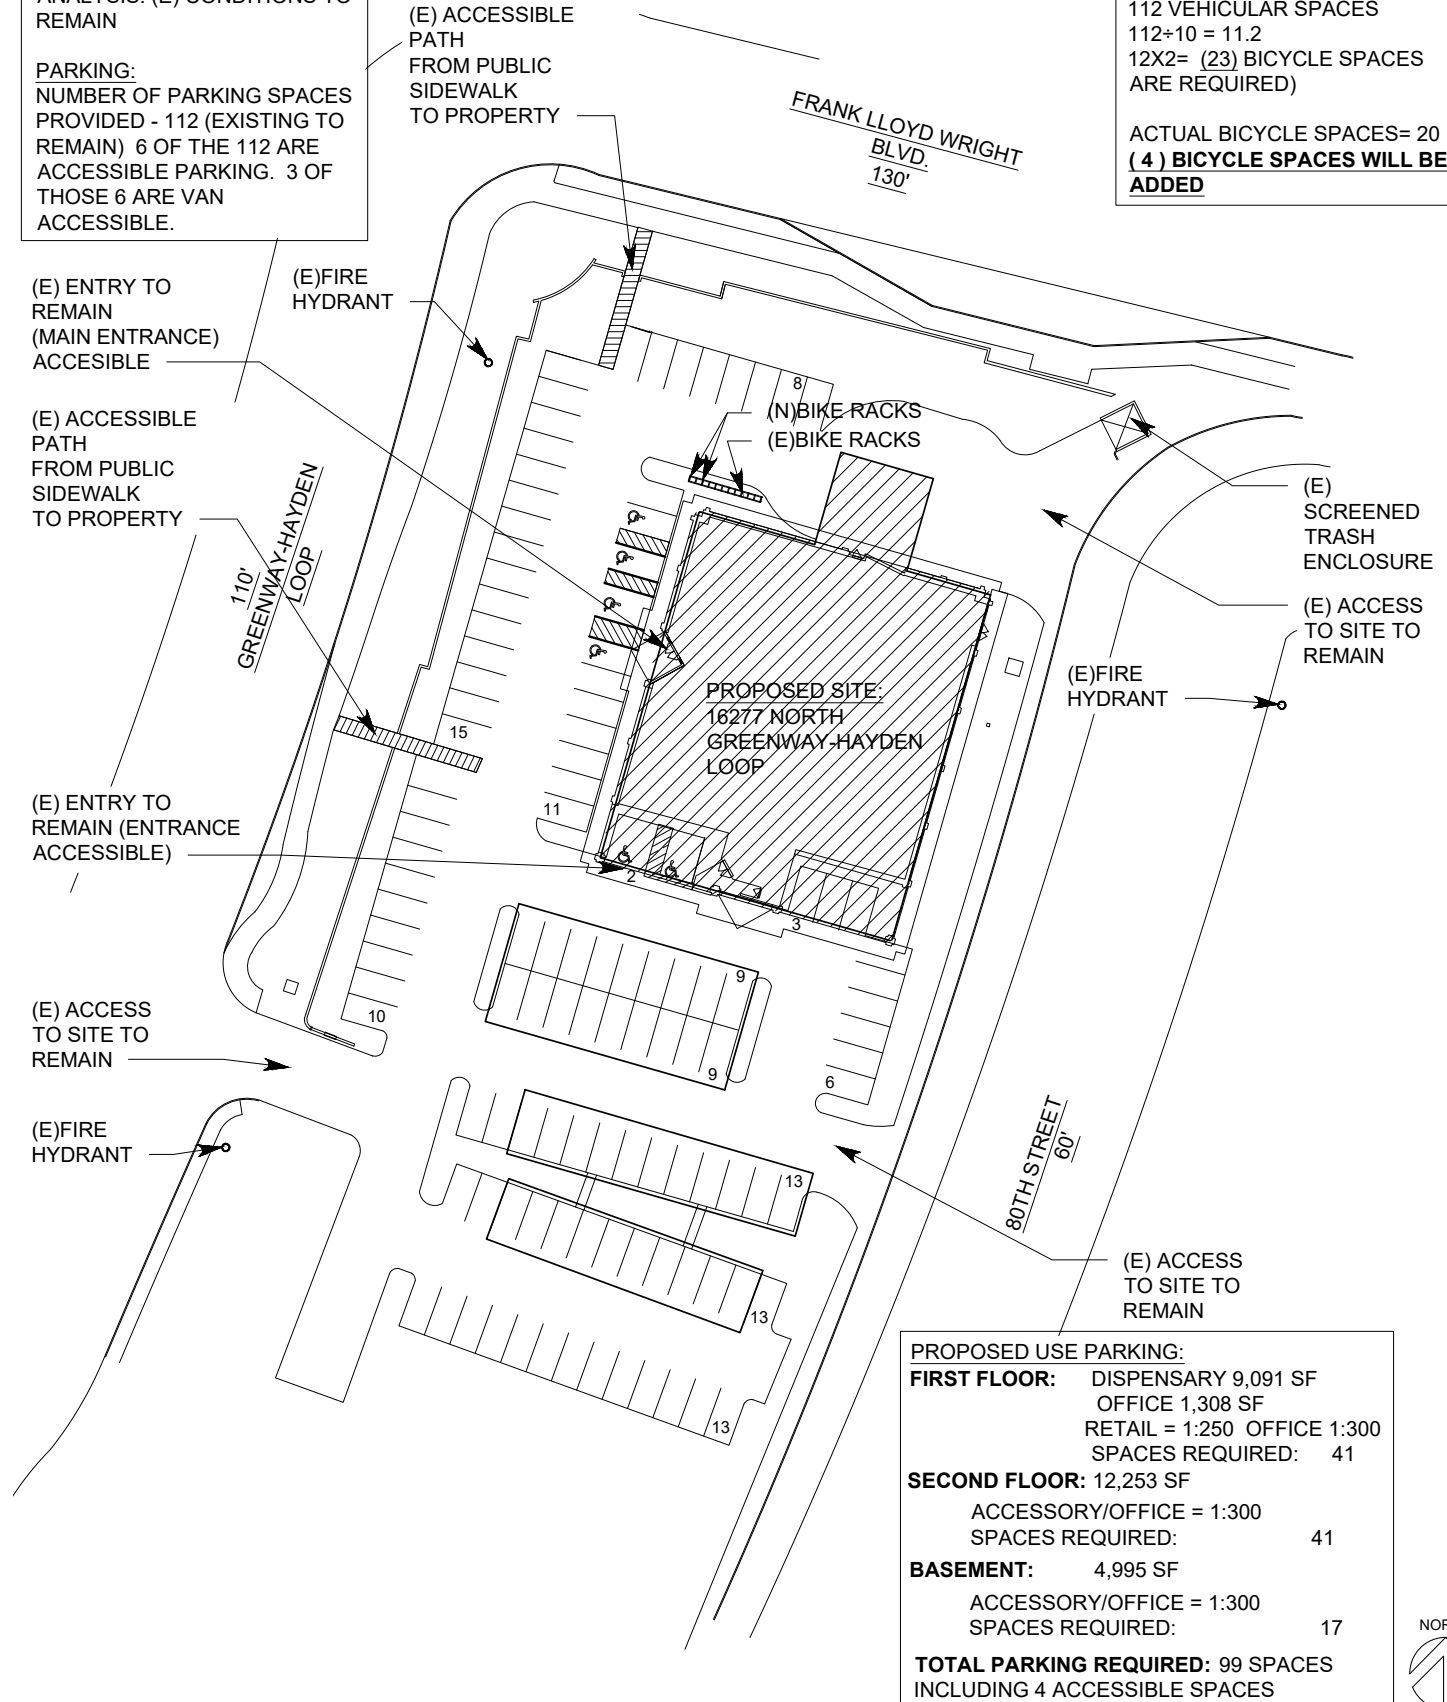 ANALYSIS: (E) CONDITIONS TO
REMAIN
PARKING:
NUMBER OF PARKING SPACES
PROVIDED - 112 (EXISTING TO
REMAIN) 6 OF THE 112 ARE
ACCESSIBLE PARKING. 3 OF
THOSE 6 ARE VAN
ACCESSIBLE.
(E) ACCESSIBLE
PATH
FROM PUBLIC
SIDEWALK
TO PROPERTY
112 VEHICULAR SPACES
112÷10 = 11.2
12X2= (23) BICYCLE SPACES
ARE REQUIRED)
ACTUAL BICYCLE SPACES= 20
( 4 ) BICYCLE SPACES WILL BE
ADDED
FRANK LLOYD WRIGHT
BLVD.
130'
(E) ENTRY TO
REMAIN
(MAIN ENTRANCE)
ACCESIBLE
(E)FIRE
HYDRANT
8
(N)BIKE RACKS
(E)BIKE RACKS
(E) ACCESSIBLE
PATH
FROM PUBLIC
SIDEWALK
TO PROPERTY
110'
GREENWAY-HAYDEN
LOOP
(E)
SCREENED
TRASH
ENCLOSURE
(E) ACCESS
TO SITE TO
REMAIN
(E)FIRE
HYDRANT
PROPOSED SITE:
16277 NORTH
GREENWAY-HAYDEN
LOOP
15
11
(E) ENTRY TO
REMAIN (ENTRANCE
ACCESSIBLE)
2
3
9
10
9
6
(E) ACCESS
TO SITE TO
REMAIN
(E)FIRE
HYDRANT
80TH STREET
60'
13
13
13
(E) ACCESS
TO SITE TO
REMAIN
PROPOSED USE PARKING:
FIRST FLOOR: DISPENSARY 9,091 SF
OFFICE 1,308 SF
RETAIL = 1:250 OFFICE 1:300
SPACES REQUIRED: 41
SECOND FLOOR: 12,253 SF
ACCESSORY/OFFICE = 1:300
SPACES REQUIRED: 41
BASEMENT: 4,995 SF
ACCESSORY/OFFICE = 1:300
SPACES REQUIRED: 17
TOTAL PARKING REQUIRED: 99 SPACES
INCLUDING 4 ACCESSIBLE SPACES